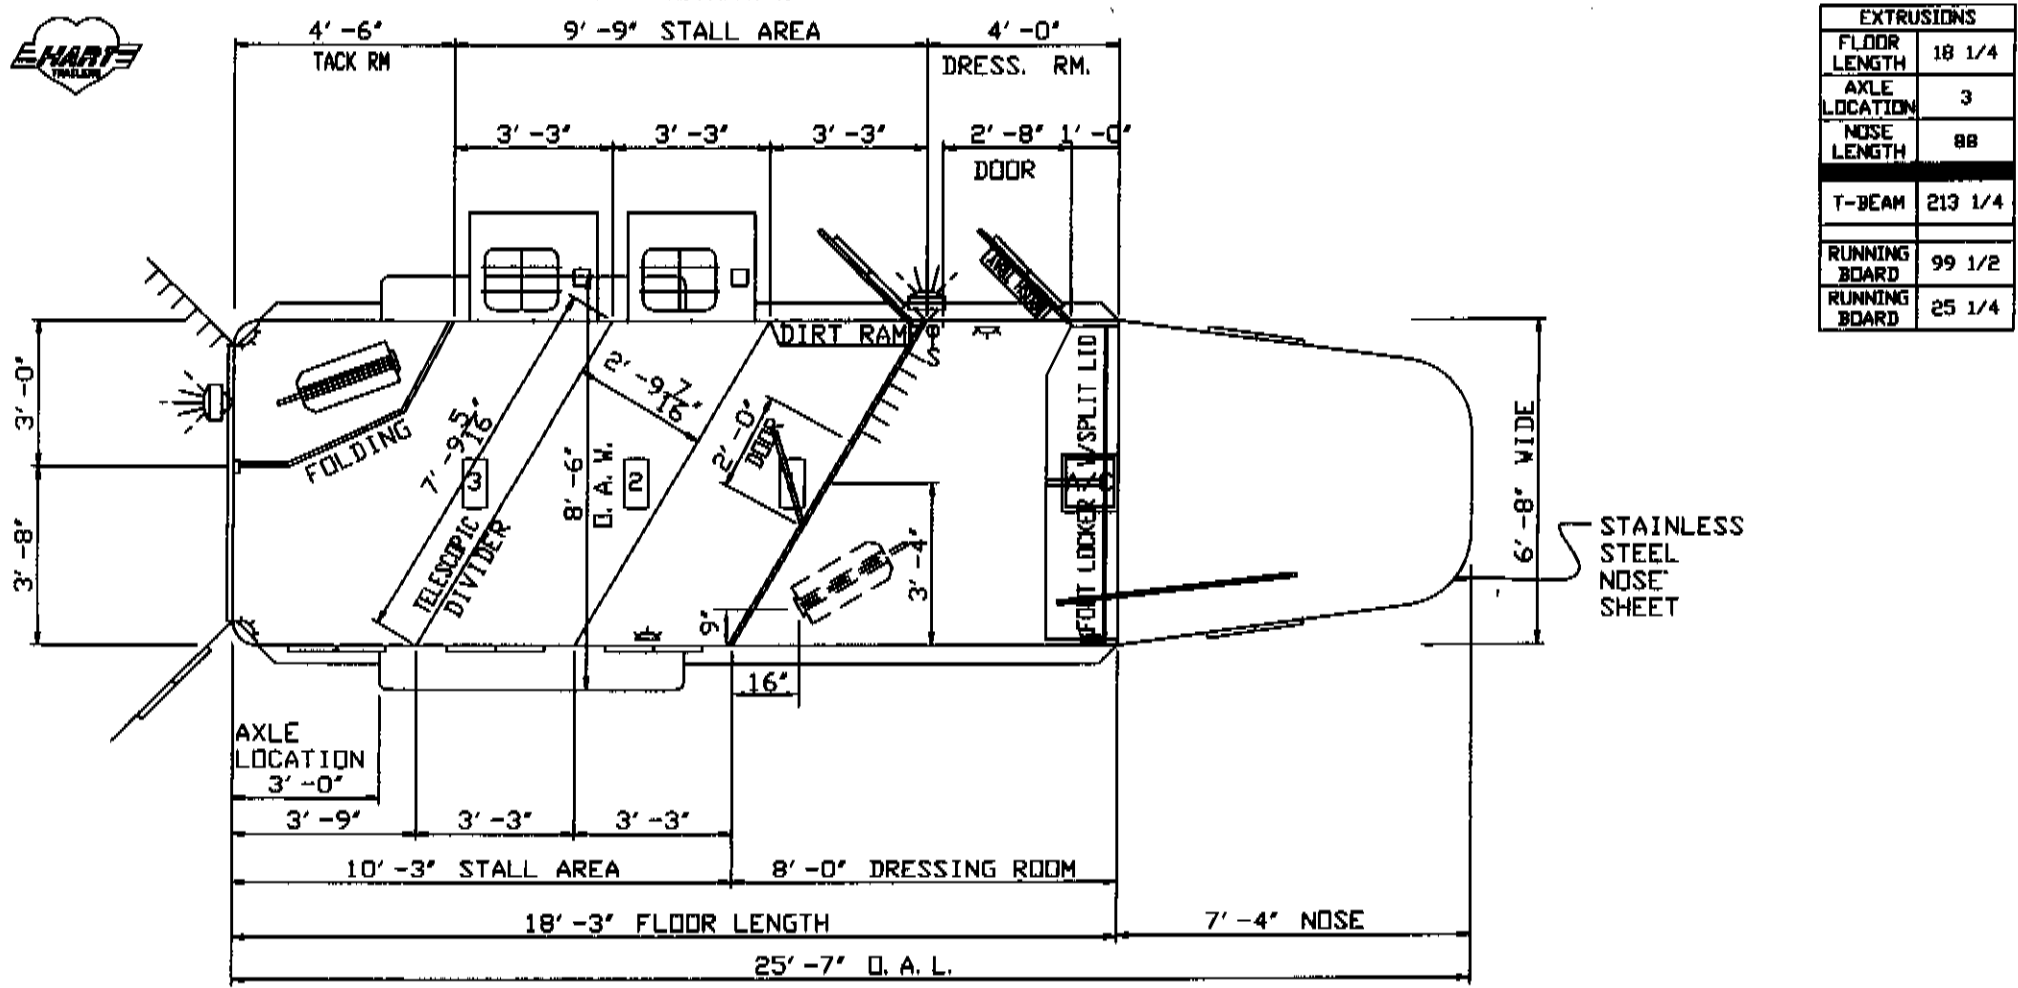 HART
TRAILERS
4'-6"
TACK RM
9'-9" STALL AREA
4'-0"
DRESS. RM.
3'-3"
3'-3"
3'-3"
2'-8"
DOOR
1'-0"
EXTRUSIONS
FLOOR LENGTH 18 1/4
AXLE LOCATION 3
NOSE LENGTH 88
T-BEAM 213 1/4
RUNNING BOARD 99 1/2
RUNNING BOARD 25 1/4
3'-0"
3'-8"
FOLDING
7'-9 5/16"
TELESCOPIC
DIVIDER
3
8'-6"
O.A.W.
2
2'-9 7/16"
DIRT RAMP
2'-0"
DOOR
9"
16"
3'-4"
W/SPLIT LID
6'-8" WIDE
STAINLESS
STEEL
NOSE
SHEET
AXLE
LOCATION
3'-0"
3'-9"
3'-3"
3'-3"
10'-3" STALL AREA
8'-0" DRESSING ROOM
18'-3" FLOOR LENGTH
7'-4" NOSE
25'-7" O.A.L.